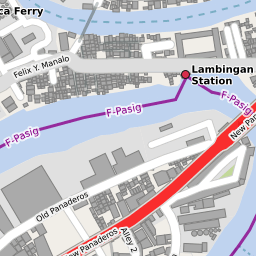 ca Ferry
Lambingan
Station
Felix Y. Manalo
F-Pasig
F-Pasig
F-Pasig
New Pan
Old Panaderos
New Panaderos
Alley 2